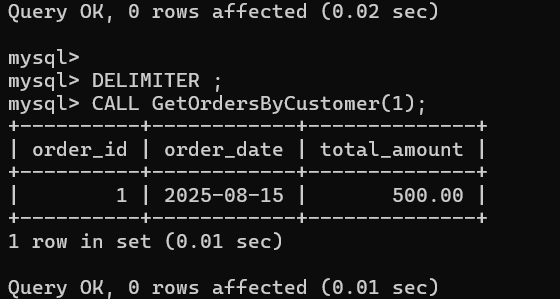 Query OK, 0 rows affected (0.02 sec)
mysql>
mysql> DELIMITER ;
mysql> CALL GetOrdersByCustomer(1);
+----------+------------+--------------+
| order_id | order_date | total_amount |
+----------+------------+--------------+
|        1 | 2025-08-15 |       500.00 |
+----------+------------+--------------+
1 row in set (0.01 sec)
Query OK, 0 rows affected (0.01 sec)